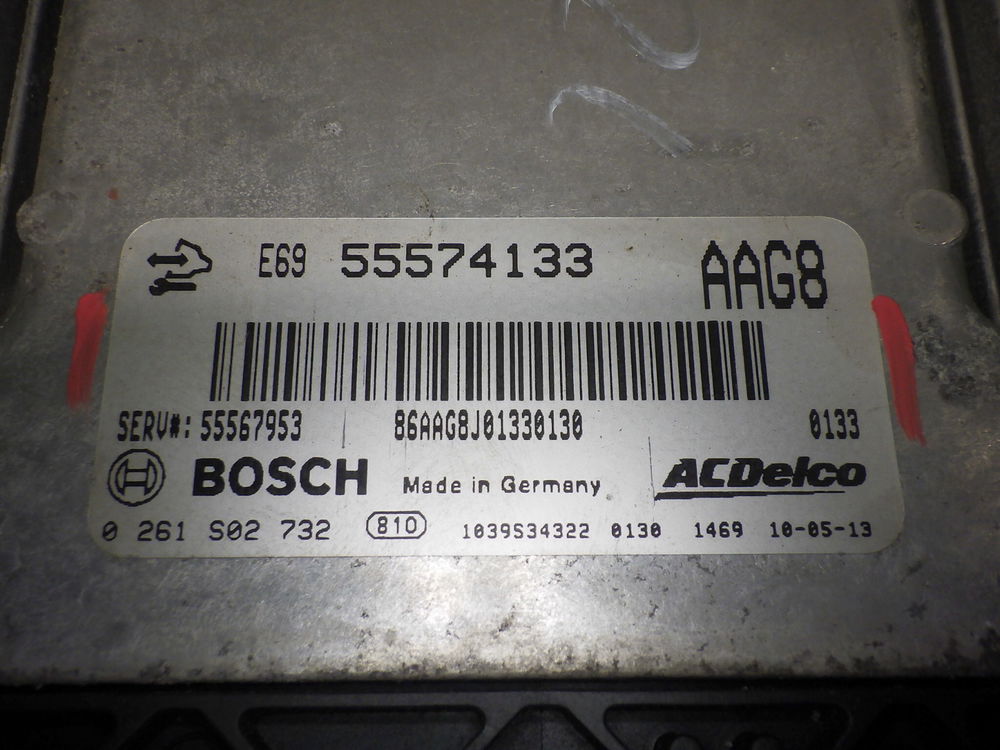 E69 55574133 AAG8
SERV#: 55567953 86AAG8J01330130 0133
BOSCH Made in Germany ACDelco
0 261 S02 732 810 1039S34322 0130 1469 10-05-13